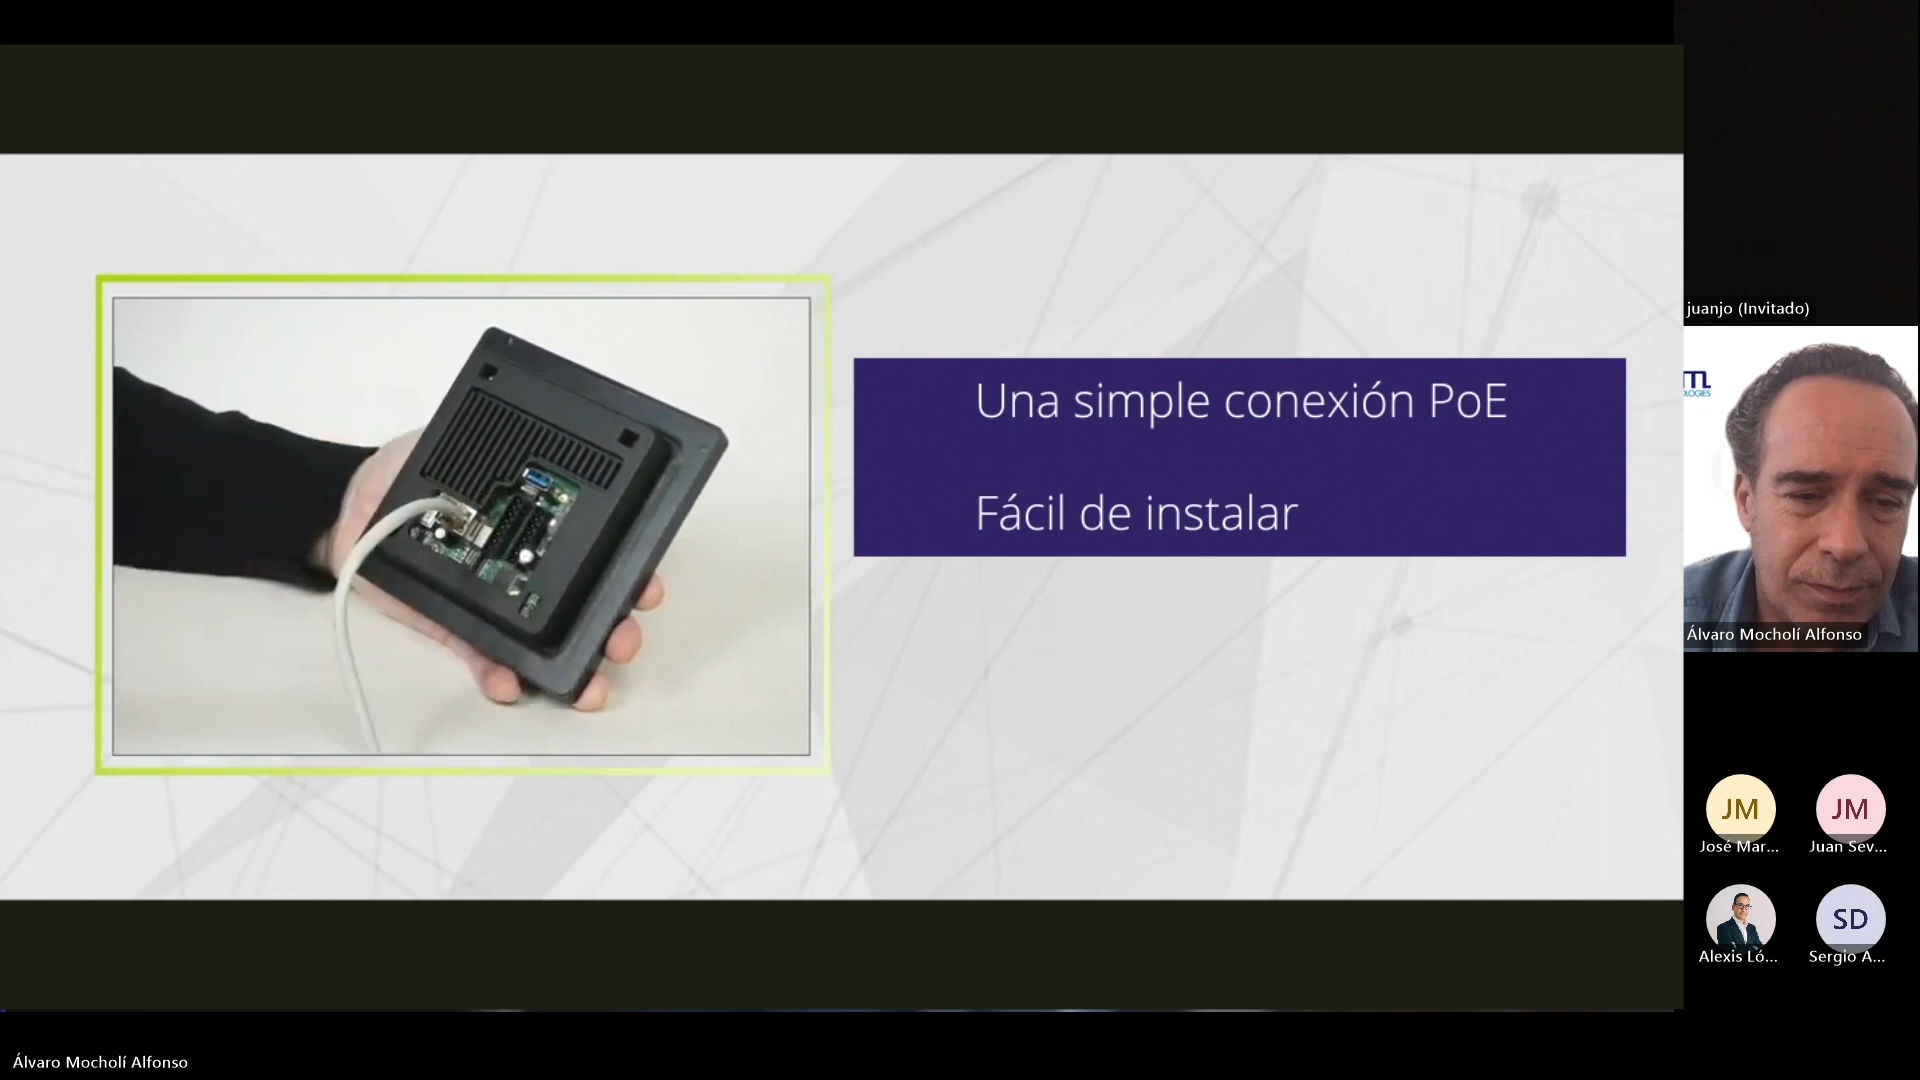 Una simple conexión PoE
Fácil de instalar
juanjo (Invitado)
Álvaro Mocholí Alfonso
JM
José Mar...
JM
Juan Sev...
Alexis Ló...
SD
Sergio A...
Álvaro Mocholí Alfonso